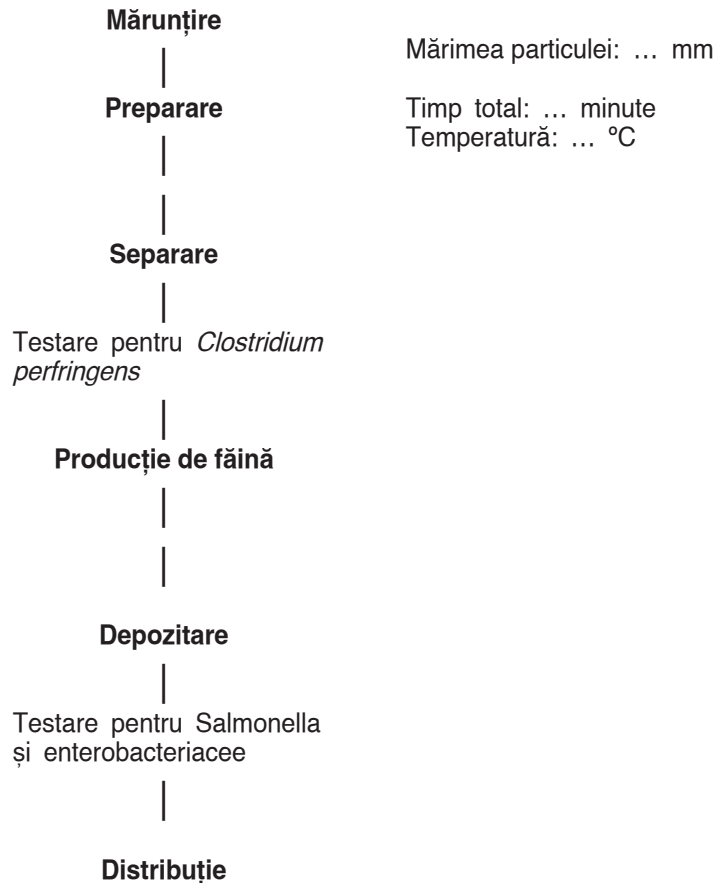 Mărunțire
Mărimea particulei: … mm
Preparare
Timp total: … minute
Temperatură: … ºC
Separare
Testare pentru Clostridium
perfringens
Producție de făină
Depozitare
Testare pentru Salmonella
și enterobacteriacee
Distribuție